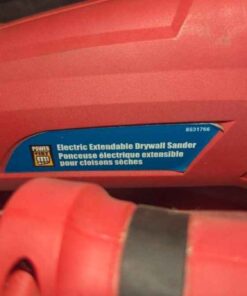 8531766
POWER
FIST
Electric Extendable Drywall Sander
Ponceuse électrique extensible
pour cloisons sèches